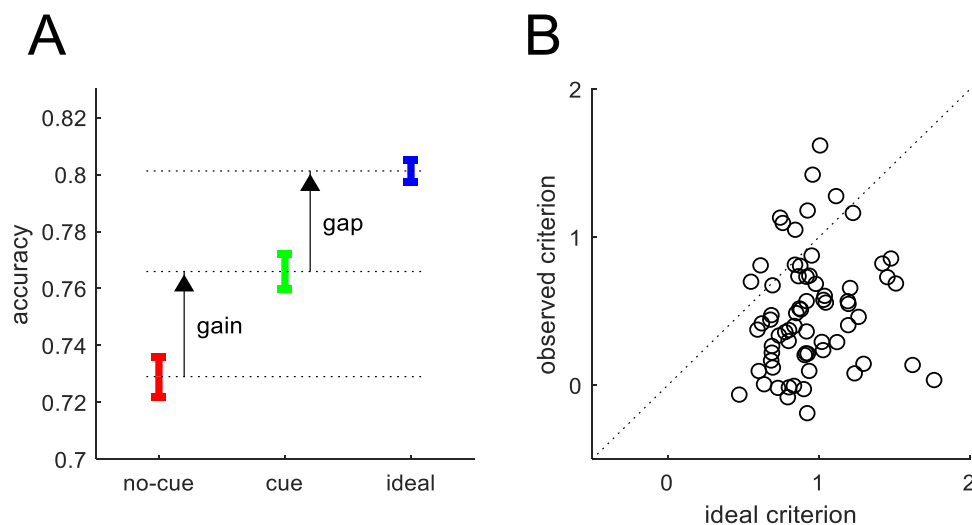 A
B
accuracy
0.82
0.8
0.78
0.76
0.74
0.72
0.7
gap
gain
no-cue
cue
ideal
observed criterion
2
1
0
0
1
2
ideal criterion